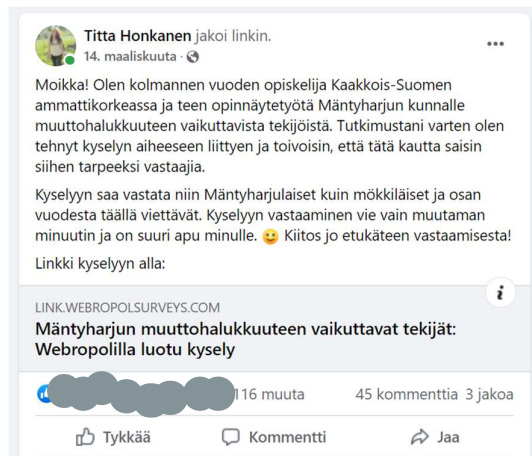 Titta Honkanen jakoi linkin.
14. maaliskuuta ·
Moikka! Olen kolmannen vuoden opiskelija Kaakkois-Suomen
ammattikorkeassa ja teen opinnäytetyötä Mäntyharjun kunnalle
muuttohalukkuuteen vaikuttavista tekijöistä. Tutkimustani varten olen
tehnyt kyselyn aiheeseen liittyen ja toivoisin, että tätä kautta saisin
siihen tarpeeksi vastaajia.
Kyselyyn saa vastata niin Mäntyharjulaiset kuin mökkiläiset ja osan
vuodesta täällä viettävät. Kyselyyn vastaaminen vie vain muutaman
minuutin ja on suuri apu minulle. 🙂 Kiitos jo etukäteen vastaamisesta!
Linkki kyselyyn alla:
LINK.WEBROPOLSURVEYS.COM
Mäntyharjun muuttohalukkuuteen vaikuttavat tekijät:
Webropolilla luotu kysely
116 muuta 45 kommenttia 3 jakoa
Tykkää Kommentti Jaa